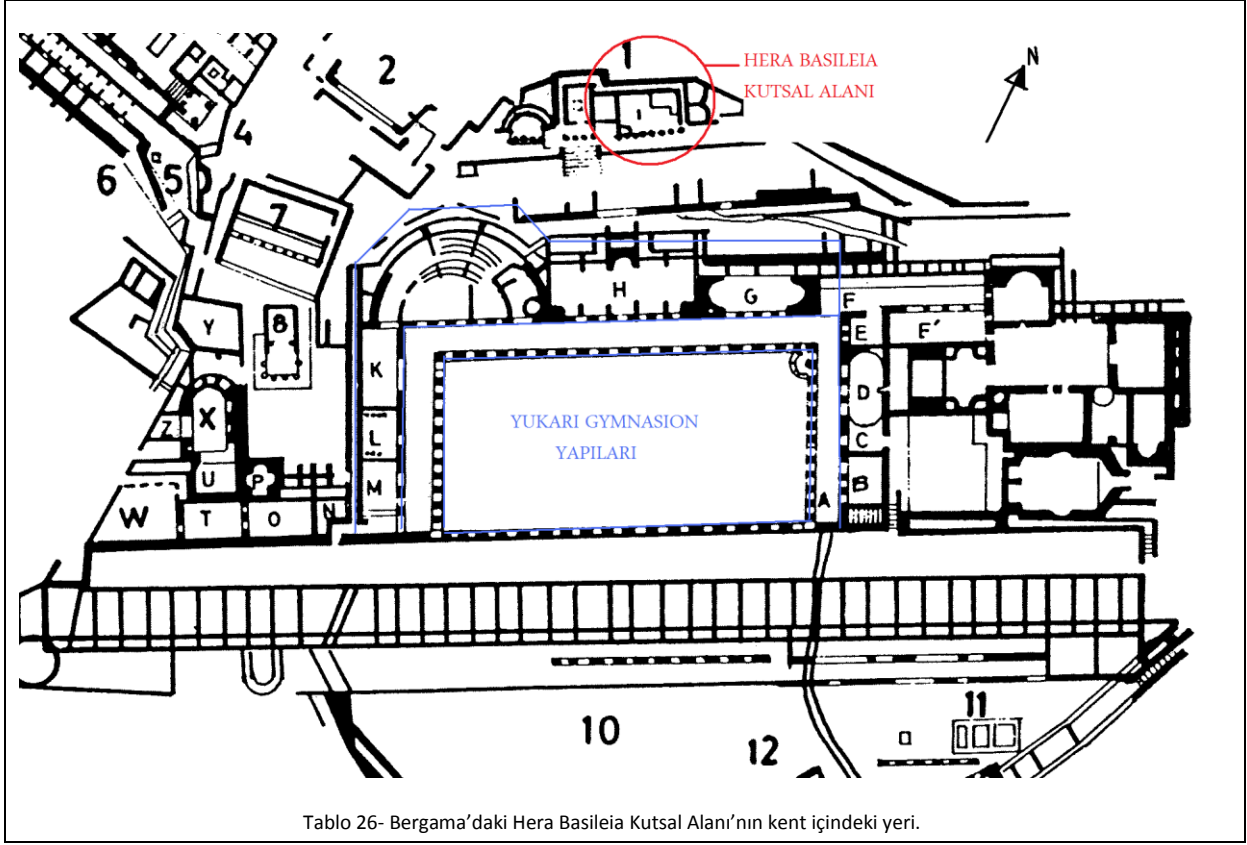 1
HERA BASILEIA
KUTSAL ALANI
N
2
1
4
6
5
7
H
G
F
Y
8
E
E'
K
D
YUKARI GYMNASION
YAPILARI
X
L
Z
C
U
P
M
B
A
W
T
O
N
11
10
12
Tablo 26- Bergama’daki Hera Basileia Kutsal Alanı’nın kent içindeki yeri.